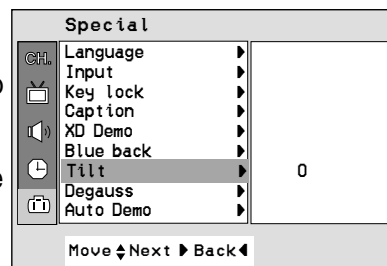 Special
CH.
Language
Input
Key lock
Caption
XD Demo
Blue back
Tilt 0
Degauss
Auto Demo
Move Next Back